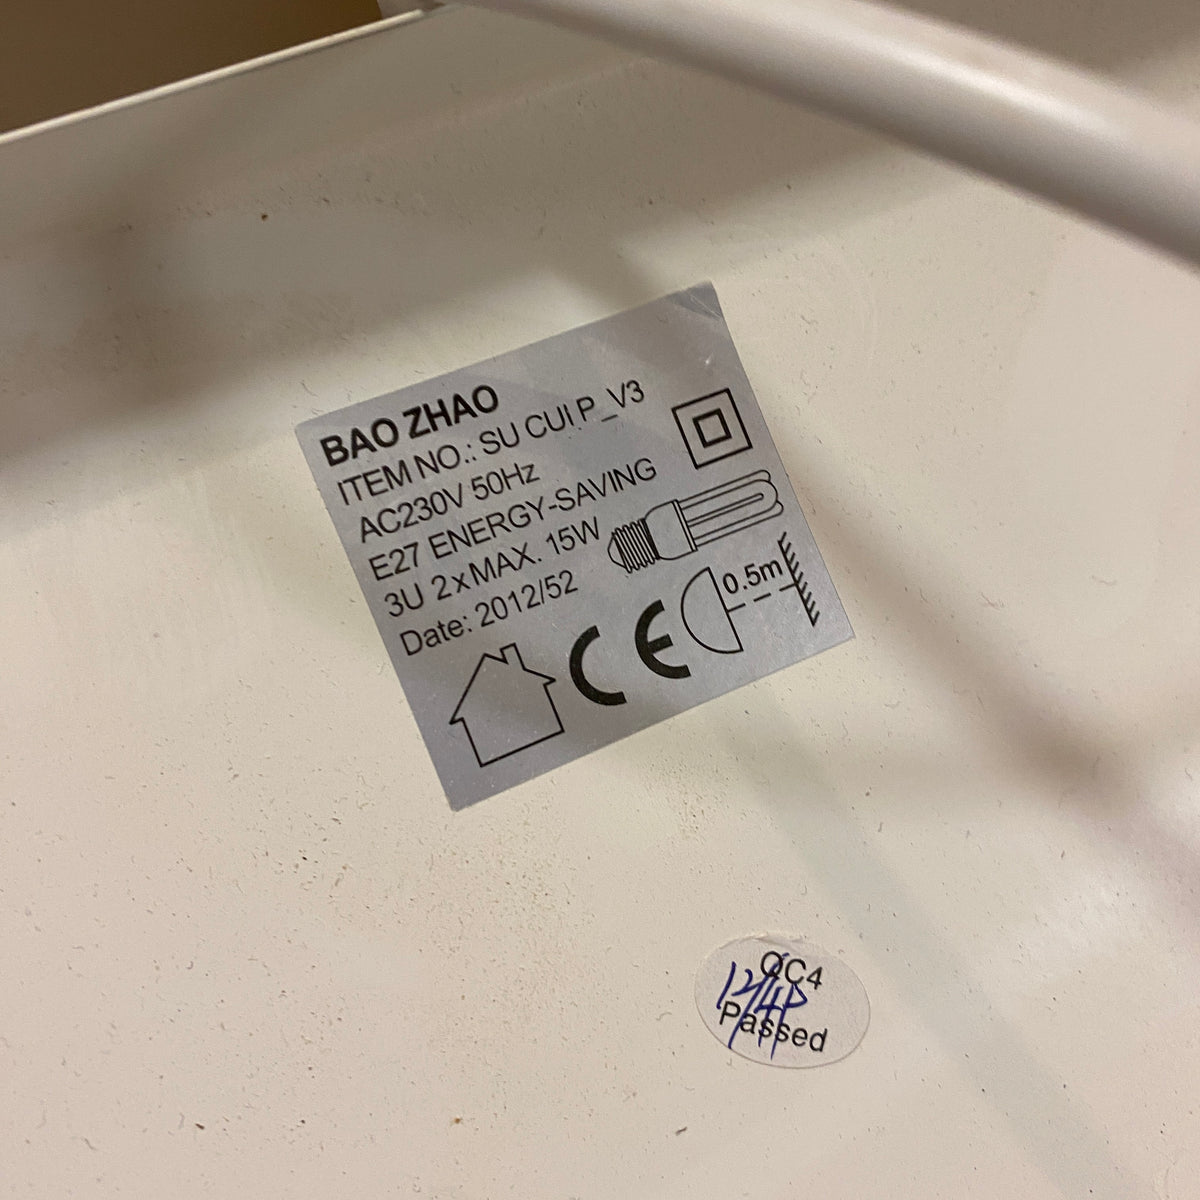 BAO ZHAO
ITEM NO.: SU CUI P_V3
AC230V 50Hz
E27 ENERGY-SAVING
3U 2xMAX. 15W
Date: 2012/52
0.5m
CE
QC4
Passed